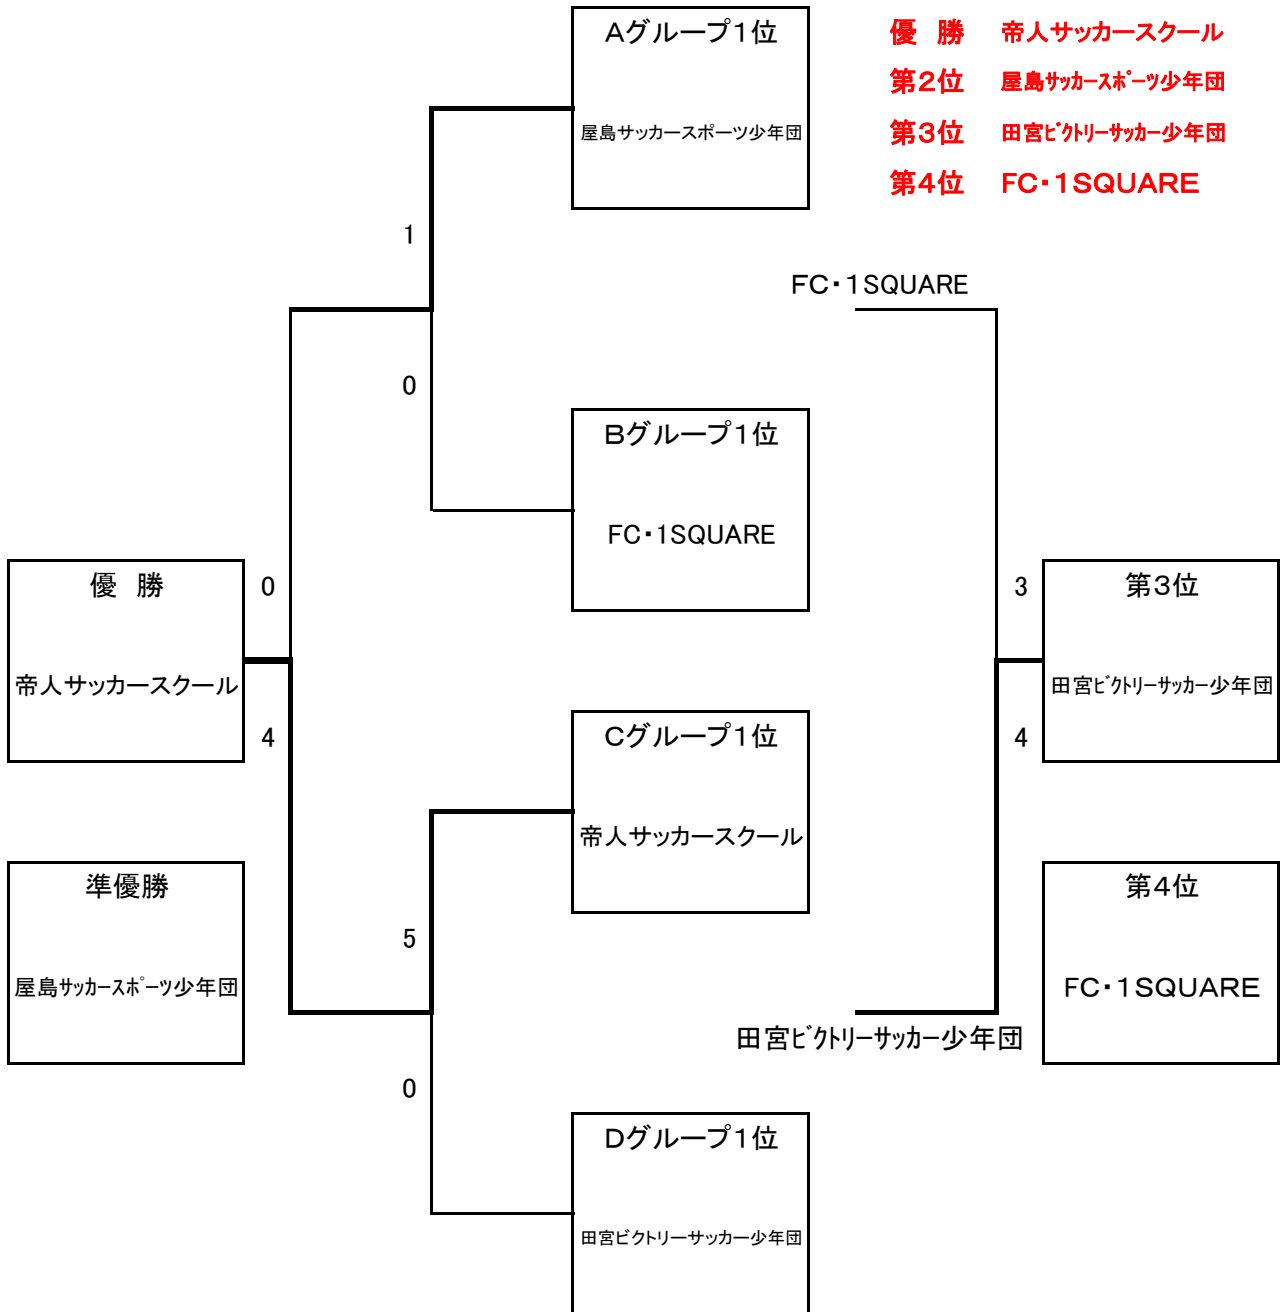 Aグループ1位
屋島サッカースポーツ少年団
優 勝 帝人サッカースクール
第2位 屋島ｻｯｶｰｽﾎﾟｰﾂ少年団
第3位 田宮ﾋﾞｸﾄﾘｰｻｯｶｰ少年団
第4位 FC・1SQUARE
1
FC・1SQUARE
0
Bグループ1位
FC・1SQUARE
優 勝
帝人サッカースクール
0
4
3
4
第3位
田宮ﾋﾞｸﾄﾘｰｻｯｶｰ少年団
Cグループ1位
帝人サッカースクール
準優勝
屋島ｻｯｶｰｽﾎﾟｰﾂ少年団
5
第4位
FC・1SQUARE
田宮ﾋﾞｸﾄﾘｰｻｯｶｰ少年団
0
Dグループ1位
田宮ビクトリーサッカー少年団